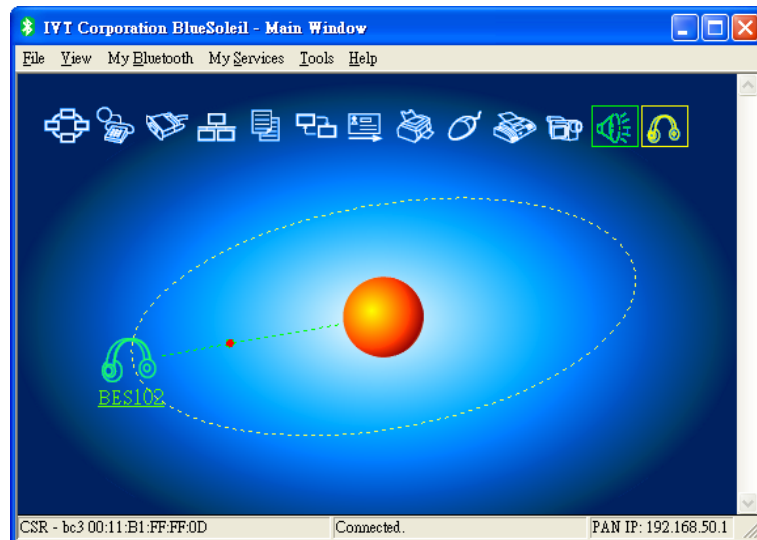 IVT Corporation BlueSoleil - Main Window
File View My Bluetooth My Services Tools Help
BES102
CSR - bc3 00:11:B1:FF:FF:0D Connected. PAN IP: 192.168.50.1